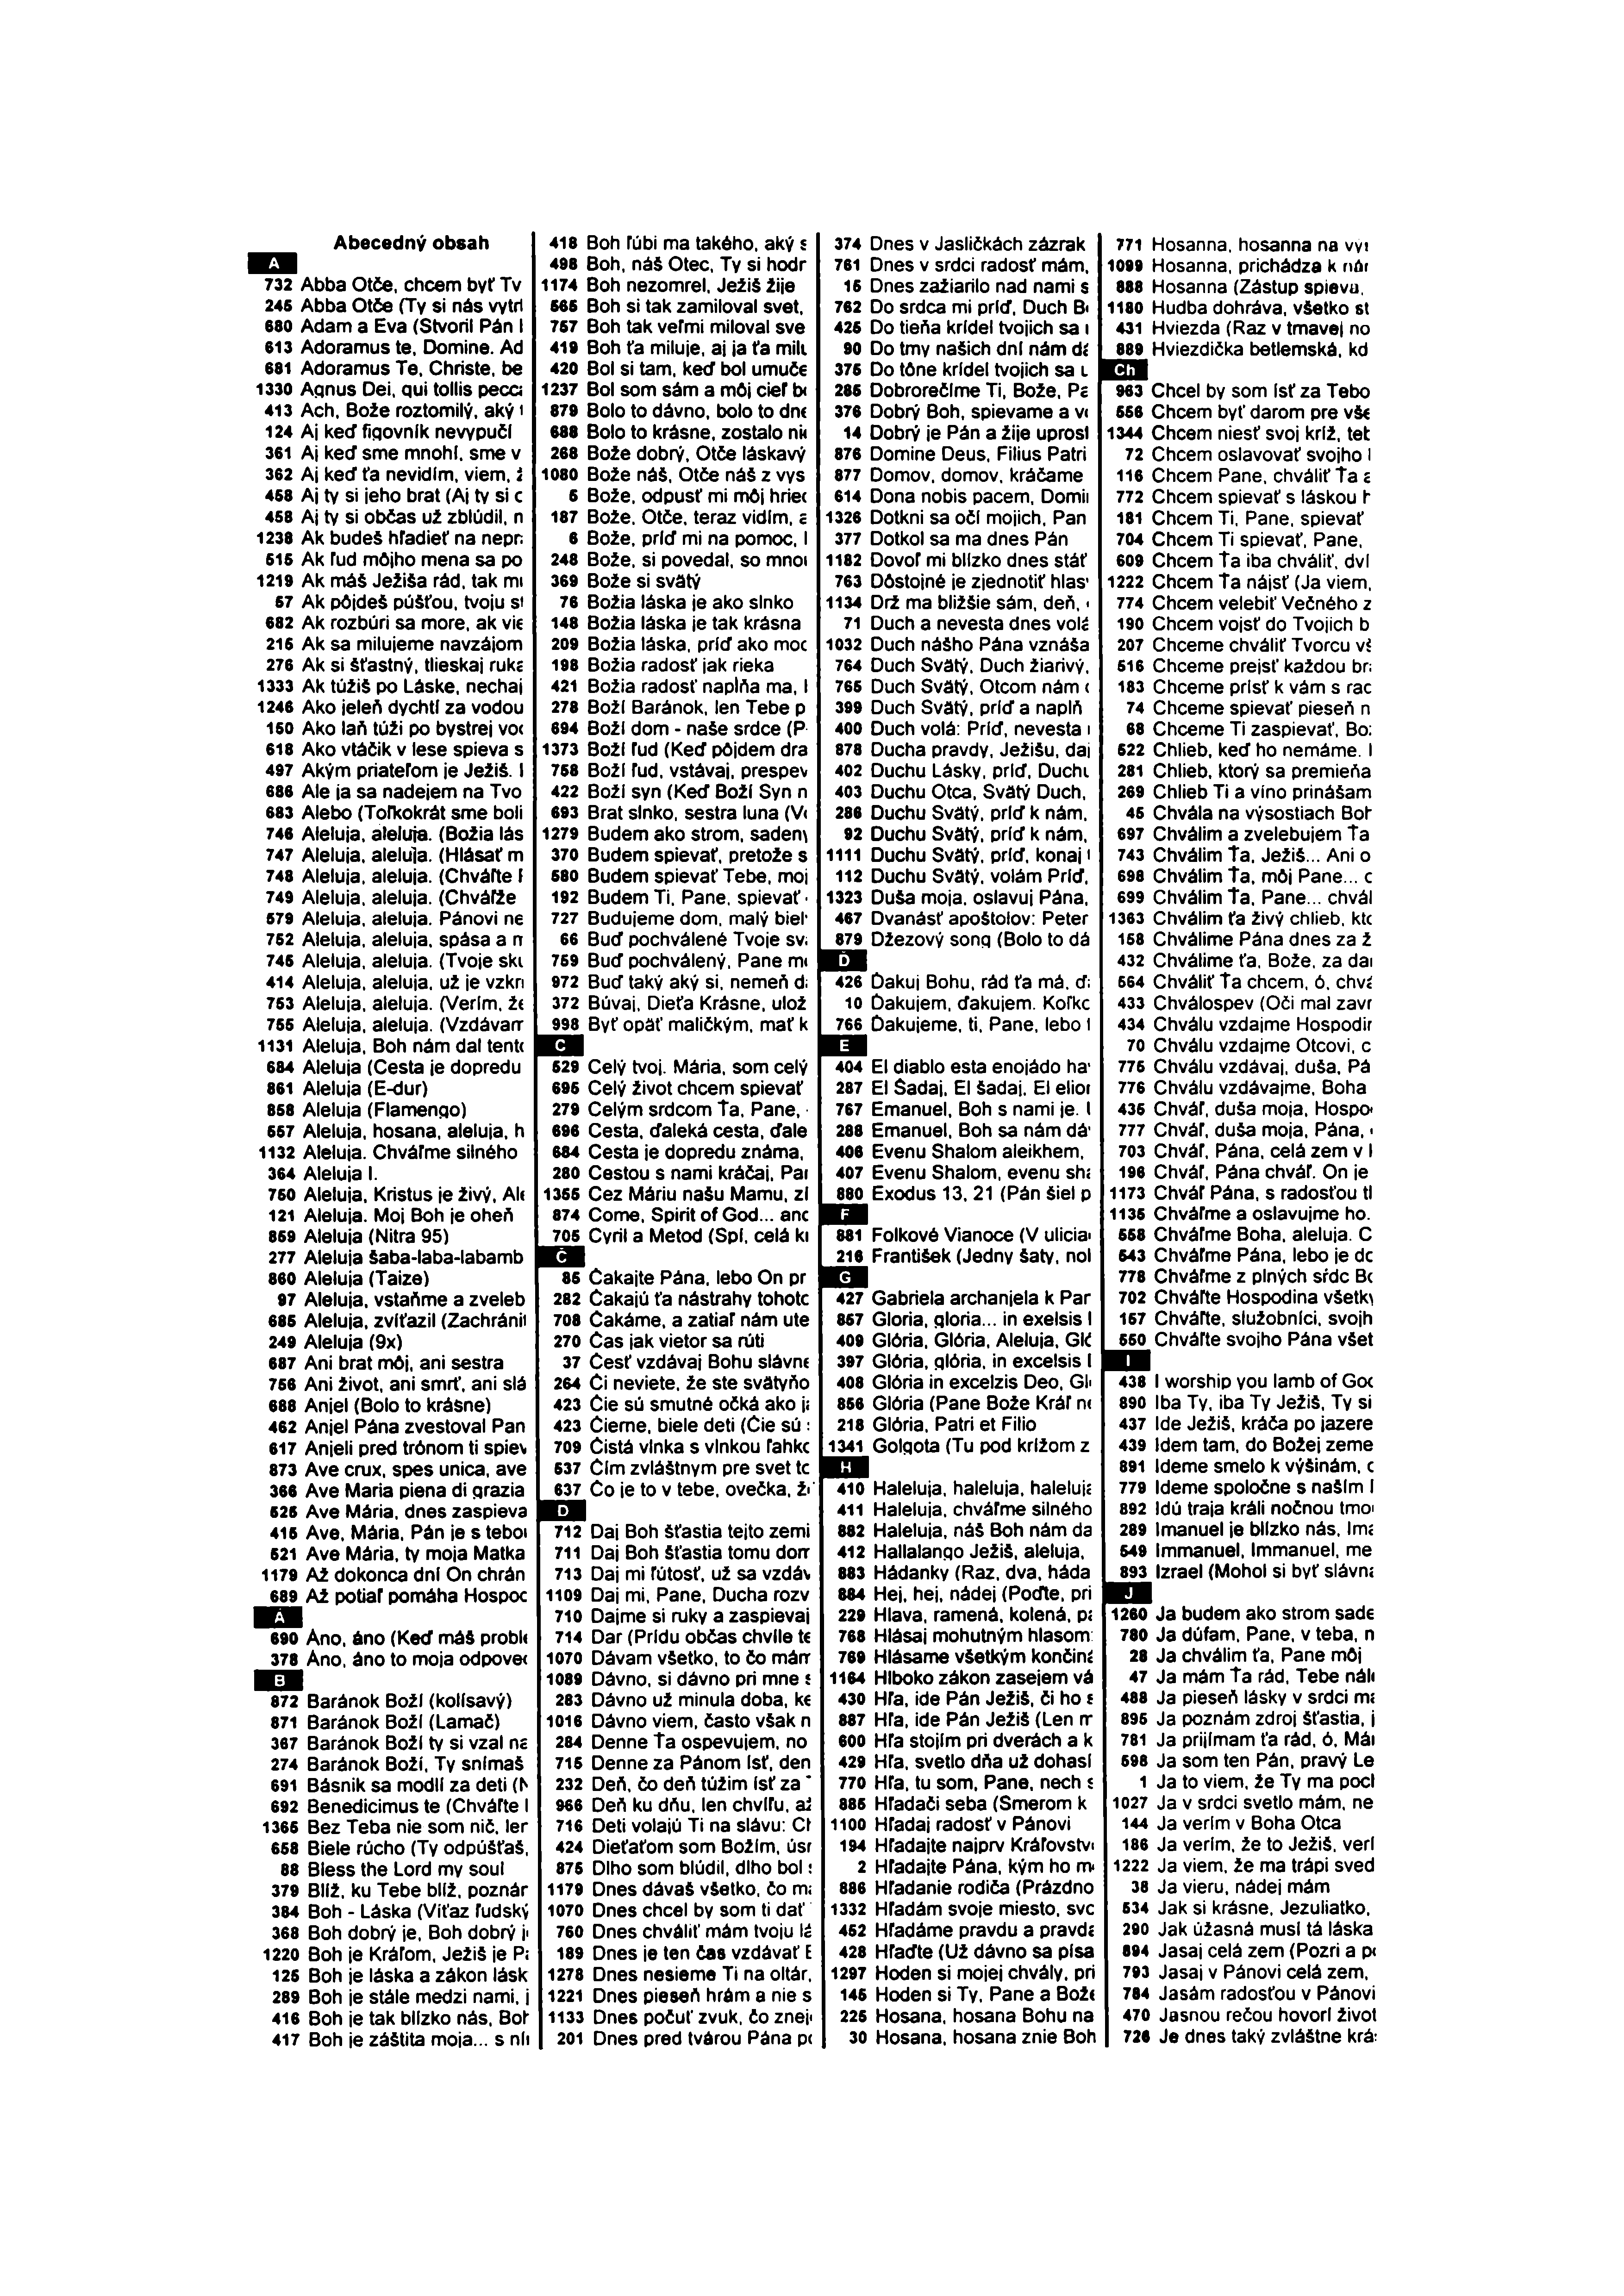 Abecedný obsah
A
732 Abba Otče, chcem byť Tv
245 Abba Otče (Ty si nás vytrl
680 Adam a Eva (Stvoril Pán
613 Adoramus te, Domine. Ad
681 Adoramus Te, Christe, be
1330 Agnus Dei, qui tollis pecca
413 Ach, Bože roztomilý, aký
124 Aj keď figovník nevypučí
361 Aj keď sme mnohí, sme v
362 Aj keď ťa nevidím, viem,
458 Aj ty si jeho brat (Aj ty si c
458 Aj ty si občas už zblúdil, n
1238 Ak budeš hľadieť na nepr
515 Ak ľud môjho mena sa po
1219 Ak máš Ježiša rád, tak
57 Ak pôjdeš púšťou, tvoju
682 Ak rozbúri sa more, ak vie
215 Ak sa milujeme navzájom
276 Ak si šťastný, tlieskaj ruka
1333 Ak túžiš po Láske, nechaj
1246 Ako jeleň dychtí za vodou
150 Ako laň túži po bystrej
618 Ako vtáčik v lese spieva s
497 Akým priateľom je Ježiš.
686 Ale ja sa nadejem na Tvo
683 Alebo (Toľkokrát sme boli
746 Aleluja, aleluja. (Božia lás
747 Aleluja, aleluja. (Hlásať m
748 Aleluja, aleluja. (Chváľte
749 Aleluja, aleluja. (Chváľže
579 Aleluja, aleluja. Pánovi ne
752 Aleluja, aleluja, spása a
745 Aleluja, aleluja. (Tvoje
414 Aleluja, aleluja, už je vzkri
753 Aleluja, aleluja. (Verím,
755 Aleluja, aleluja. (Vzdávam
1131 Aleluja, Boh nám dal tento
684 Aleluja (Cesta je dopredu
861 Aleluja (E-dur)
858 Aleluja (Flamengo)
557 Aleluja, hosana, aleluja, h
1132 Aleluja. Chváľme silného
364 Aleluja I.
750 Aleluja, Kristus je živý,
121 Aleluja. Moj Boh je oheň
859 Aleluja (Nitra 95)
277 Aleluja šaba-laba-labamb
860 Aleluja (Taize)
97 Aleluja, vstaňme a zveleb
685 Aleluja, zvíťazil (Zachránil
249 Aleluja (9x)
687 Ani brat môj, ani sestra
756 Ani život, ani smrť, ani slá
688 Anjel (Bolo to krásne)
462 Anjel Pána zvestoval Pan
617 Anjeli pred trónom ti spiev
873 Ave crux, spes unica, ave
366 Ave Maria piena di grazia
525 Ave Mária, dnes zaspieva
415 Ave, Mária, Pán je s tebou
521 Ave Mária, ty moja Matka
1179 Až dokonca dní On chrán
689 Až potiaľ pomáha Hospoc
Á
690 Áno, áno (Keď máš problé
378 Áno, áno to moja odpoveď
B
872 Baránok Boží (kolísavý)
871 Baránok Boží (Lamač)
367 Baránok Boží ty si vzal na
274 Baránok Boží, Ty snímaš
691 Básnik sa modlí za deti (
692 Benedicimus te (Chváľte
1365 Bez Teba nie som nič, len
658 Biele rúcho (Ty odpúšťaš,
88 Bless the Lord my soul
379 Blíž, ku Tebe blíž, poznár
384 Boh - Láska (Víťaz ľudský
368 Boh dobrý je, Boh dobrý
1220 Boh je Kráľom, Ježiš je
125 Boh je láska a zákon lásk
289 Boh je stále medzi nami, j
416 Boh je tak blízko nás, Boh
417 Boh je záštita moja... s
418 Boh ľúbi ma takého, aký s
498 Boh, náš Otec, Ty si hodr
1174 Boh nezomrel, Ježiš žije
565 Boh si tak zamiloval svet,
757 Boh tak veľmi miloval sve
419 Boh ťa miluje, aj ja ťa
420 Bol si tam, keď bol umuče
1237 Bol som sám a môj cieľ
879 Bolo to dávno, bolo to dne
688 Bolo to krásne, zostalo
268 Bože dobrý, Otče láskavý
1080 Bože náš, Otče náš z vys
5 Bože, odpusť mi môj hriec
187 Bože, Otče, teraz vidím,
6 Bože, príď mi na pomoc,
248 Bože, si povedal, so mnou
369 Bože si svätý
76 Božia láska je ako slnko
148 Božia láska je tak krásna
209 Božia láska, príď ako moc
198 Božia radosť jak rieka
421 Božia radosť naplňa ma,
278 Boží Baránok, len Tebe p
694 Boží dom - naše srdce (P
1373 Boží ľud (Keď pôjdem dra
758 Boží ľud, vstávaj, prespev
422 Boží syn (Keď Boží Syn n
693 Brat slnko, sestra luna (
1279 Budem ako strom, saden
370 Budem spievať, pretože s
580 Budem spievať Tebe, moj
192 Budem Ti, Pane, spievať
727 Budujeme dom, malý biel
66 Buď pochválené Tvoje
759 Buď pochválený, Pane
972 Buď taký aký si, nemeň
372 Búvaj, Dieťa Krásne, ulož
998 Byť opäť maličkým, mať k
C
529 Celý tvoj. Mária, som celý
695 Celý život chcem spievať
279 Celým srdcom Ťa, Pane,
696 Cesta, ďaleká cesta, ďale
684 Cesta je dopredu známa,
280 Cestou s nami kráčaj, Pan
1355 Cez Máriu našu Mamu, zí
874 Come, Spirit of God... and
705 Cyril a Metod (Spí, celá
Č
85 Čakajte Pána, lebo On pr
282 Čakajú ťa nástrahy tohoto
708 Čakáme, a zatiaľ nám ute
270 Čas jak vietor sa rúti
37 Česť vzdávaj Bohu slávne
264 Či neviete, že ste svätyňo
423 Čie sú smutné očká ako
423 Čierne, biele deti (Čie sú
709 Čistá vlnka s vlnkou ľahkc
537 Čím zvláštnym pre svet to
637 Čo je to v tebe, ovečka,
D
712 Daj Boh šťastia tejto zemi
711 Daj Boh šťastia tomu dom
713 Daj mi ľútosť, už sa vzdáv
1109 Daj mi, Pane, Ducha rozv
710 Dajme si ruky a zaspievaj
714 Dar (Prídu občas chvíle te
1070 Dávam všetko, to čo mám
1089 Dávno, si dávno pri mne s
283 Dávno už minula doba, ke
1016 Dávno viem, často však n
284 Denne Ťa ospevujem, no
715 Denne za Pánom ísť, den
232 Deň, čo deň túžim ísť za
966 Deň ku dňu, len chvíľu,
716 Deti volajú Ti na slávu: Ch
424 Dieťaťom som Božím, úsr
875 Dlho som blúdil, dlho bol
1179 Dnes dávaš všetko, čo
1070 Dnes chcel by som ti dať
760 Dnes chváliť mám tvoju lá
189 Dnes je ten čas vzdávať
1278 Dnes nesieme Ti na oltár,
1221 Dnes pieseň hrám a nie s
1133 Dnes počuť zvuk, čo znej
201 Dnes pred tvárou Pána
374 Dnes v Jasličkách zázrak
761 Dnes v srdci radosť mám,
15 Dnes zažiarilo nad nami s
762 Do srdca mi príď, Duch
425 Do tieňa krídel tvojich sa
90 Do tmy našich dní nám
375 Do tône krídel tvojich sa
285 Dobrorečíme Ti, Bože, Pa
376 Dobrý Boh, spievame a
14 Dobrý je Pán a žije uprost
876 Domine Deus, Filius Patri
877 Domov, domov, kráčame
614 Dona nobis pacem, Domi
1326 Dotkni sa očí mojich, Pan
377 Dotkol sa ma dnes Pán
1182 Dovoľ mi blízko dnes stáť
763 Dôstojné je zjednotiť hlas
1134 Drž ma bližšie sám, deň,
71 Duch a nevesta dnes volá
1032 Duch nášho Pána vznáša
764 Duch Svätý, Duch žiarivý,
765 Duch Svätý, Otcom nám
399 Duch Svätý, príď a naplň
400 Duch volá: Príď, nevesta
878 Ducha pravdy, Ježišu, daj
402 Duchu Lásky, príď, Duchu
403 Duchu Otca, Svätý Duch,
286 Duchu Svätý, príď k nám,
92 Duchu Svätý, príď k nám,
1111 Duchu Svätý, príď, konaj
112 Duchu Svätý, volám Príď,
1323 Duša moja, oslavuj Pána,
467 Dvanásť apoštolov: Peter
879 Džezový song (Bolo to dá
Ď
426 Ďakuj Bohu, rád ťa má,
10 Ďakujem, ďakujem. Koľko
766 Ďakujeme, ti, Pane, lebo
E
404 El diablo esta enojádo ha
287 El Šadaj, El šadaj, El elior
767 Emanuel, Boh s nami je.
288 Emanuel, Boh sa nám dá
406 Evenu Shalom aleikhem,
407 Evenu Shalom, evenu sha
880 Exodus 13, 21 (Pán šiel p
F
881 Folkové Vianoce (V ulicia
216 František (Jedny šaty, nol
G
427 Gabriela archanjela k Par
857 Gloria, gloria... in exelsis
409 Glória, Glória, Aleluja, Gló
397 Glória, glória, in excelsis
408 Glória in excelzis Deo, Gl
856 Glória (Pane Bože Kráľ
218 Glória, Patri et Filio
1341 Golgota (Tu pod krížom z
H
410 Haleluja, haleluja, haleluja
411 Haleluja, chváľme silného
882 Haleluja, náš Boh nám da
412 Hallalango Ježiš, aleluja,
883 Hádanky (Raz, dva, háda
884 Hej, hej, nádej (Poďte, pri
229 Hlava, ramená, kolená,
768 Hlásaj mohutným hlasom
769 Hlásame všetkým končiná
1164 Hlboko zákon zasejem vá
430 Hľa, ide Pán Ježiš, či ho s
887 Hľa, ide Pán Ježiš (Len
600 Hľa stojím pri dverách a k
429 Hľa, svetlo dňa už dohasí
770 Hľa, tu som, Pane, nech s
885 Hľadači seba (Smerom k
1100 Hľadaj radosť v Pánovi
194 Hľadajte najprv Kráľovstv
2 Hľadajte Pána, kým ho
886 Hľadanie rodiča (Prázdno
1332 Hľadám svoje miesto, svc
452 Hľadáme pravdu a pravda
428 Hľaďte (Už dávno sa písa
1297 Hoden si mojej chvály, pri
145 Hoden si Ty, Pane a Bože
225 Hosana, hosana Bohu na
30 Hosana, hosana znie Boh
771 Hosanna, hosanna na
1099 Hosanna, prichádza k nám
888 Hosanna (Zástup spieva,
1180 Hudba dohráva, všetko st
431 Hviezda (Raz v tmavej no
889 Hviezdička betlemská, kd
Ch
963 Chcel by som ísť za Tebo
556 Chcem byť darom pre vše
1344 Chcem niesť svoj kríž, teb
72 Chcem oslavovať svojho
116 Chcem Pane, chváliť Ťa a
772 Chcem spievať s láskou
181 Chcem Ti, Pane, spievať
704 Chcem Ti spievať, Pane,
609 Chcem Ťa iba chváliť, dví
1222 Chcem Ťa nájsť (Ja viem,
774 Chcem velebiť Večného z
190 Chcem vojsť do Tvojich b
207 Chceme chváliť Tvorcu
516 Chceme prejsť každou br
183 Chceme prísť k vám s rad
74 Chceme spievať pieseň n
68 Chceme Ti zaspievať, Bo
522 Chlieb, keď ho nemáme.
281 Chlieb, ktorý sa premieňa
269 Chlieb Ti a víno prinášam
45 Chvála na výsostiach Boh
697 Chválim a zvelebujem Ťa
743 Chválim Ťa, Ježiš... Ani o
698 Chválim Ťa, môj Pane... c
699 Chválim Ťa, Pane... chvál
1363 Chválim ťa živý chlieb, kto
158 Chválime Pána dnes za ž
432 Chválime ťa, Bože, za dar
564 Chváliť Ťa chcem, ó, chvá
433 Chválospev (Oči mal zavr
434 Chválu vzdajme Hospodir
70 Chválu vzdajme Otcovi, c
775 Chválu vzdávaj, duša, Pá
776 Chválu vzdávajme, Boha
435 Chváľ, duša moja, Hospo
777 Chváľ, duša moja, Pána,
703 Chváľ, Pána, celá zem v
196 Chváľ, Pána chváľ. On je
1173 Chváľ Pána, s radosťou tl
1135 Chváľme a oslavujme ho.
558 Chváľme Boha, aleluja. C
543 Chváľme Pána, lebo je dc
778 Chváľme z plných sŕdc Bo
702 Chváľte Hospodina všetk
157 Chváľte, služobníci, svojh
550 Chváľte svojho Pána všet
I
438 I worship you lamb of God
890 Iba Ty, iba Ty Ježiš, Ty si
437 Ide Ježiš, kráča po jazere
439 Idem tam, do Božej zeme
891 Ideme smelo k výšinám, c
779 Ideme spoločne s naším
892 Idú traja králi nočnou tmo
289 Imanuel je blízko nás, Ima
549 Immanuel, Immanuel, me
893 Izrael (Mohol si byť slávn
J
1260 Ja budem ako strom sade
780 Ja dúfam, Pane, v teba, n
28 Ja chválim ťa, Pane môj
47 Ja mám Ťa rád, Tebe nál
488 Ja pieseň lásky v srdci
895 Ja poznám zdroj šťastia, j
781 Ja prijímam ťa rád, ó, Mái
598 Ja som ten Pán, pravý Le
1 Ja to viem, že Ty ma pocl
1027 Ja v srdci svetlo mám, ne
144 Ja verím v Boha Otca
186 Ja verím, že to Ježiš, verí
1222 Ja viem, že ma trápi sved
38 Ja vieru, nádej mám
534 Jak si krásne, Jezuliatko,
290 Jak úžasná musí tá láska
894 Jasaj celá zem (Pozri a
793 Jasaj v Pánovi celá zem,
784 Jasám radosťou v Pánovi
470 Jasnou rečou hovorí život
726 Je dnes taký zvláštne krá